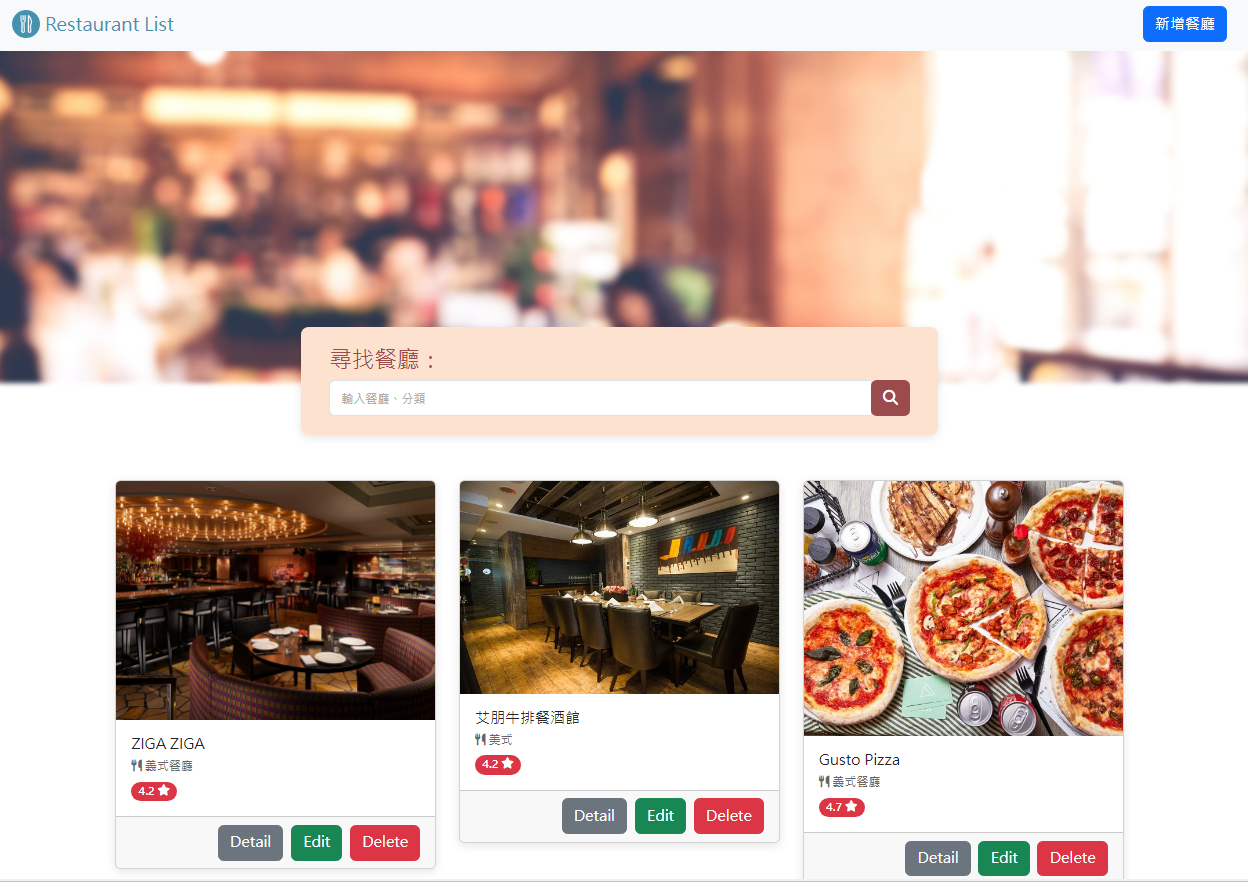 Restaurant List
新增餐廳
尋找餐廳：
輸入餐廳、分類
ZIGA ZIGA
義式餐廳
4.2
Detail
Edit
Delete
艾朋牛排餐酒館
美式
4.2
Detail
Edit
Delete
Gusto Pizza
義式餐廳
4.7
Detail
Edit
Delete